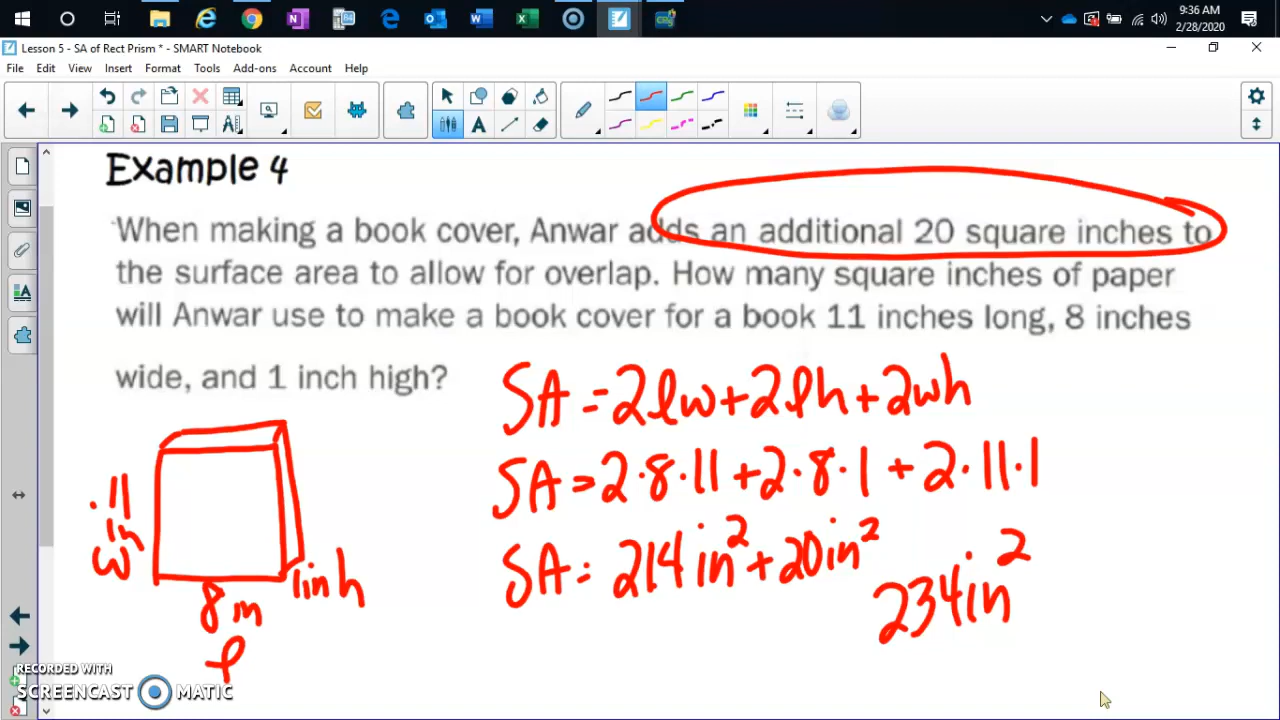 9:36 AM
2/28/2020
Lesson 5 - SA of Rect Prism * - SMART Notebook
File Edit View Insert Format Tools Add-ons Account Help
Example 4
When making a book cover, Anwar adds an additional 20 square inches to
the surface area to allow for overlap. How many square inches of paper
will Anwar use to make a book cover for a book 11 inches long, 8 inches
wide, and 1 inch high?
SA = 2lw + 2lh + 2wh
SA = 2·8·11 + 2·8·1 + 2·11·1
SA = 214 in² + 20 in²
234 in²
11
in
w
8 in
l
1 in h
RECORDED WITH
SCREENCAST MATIC